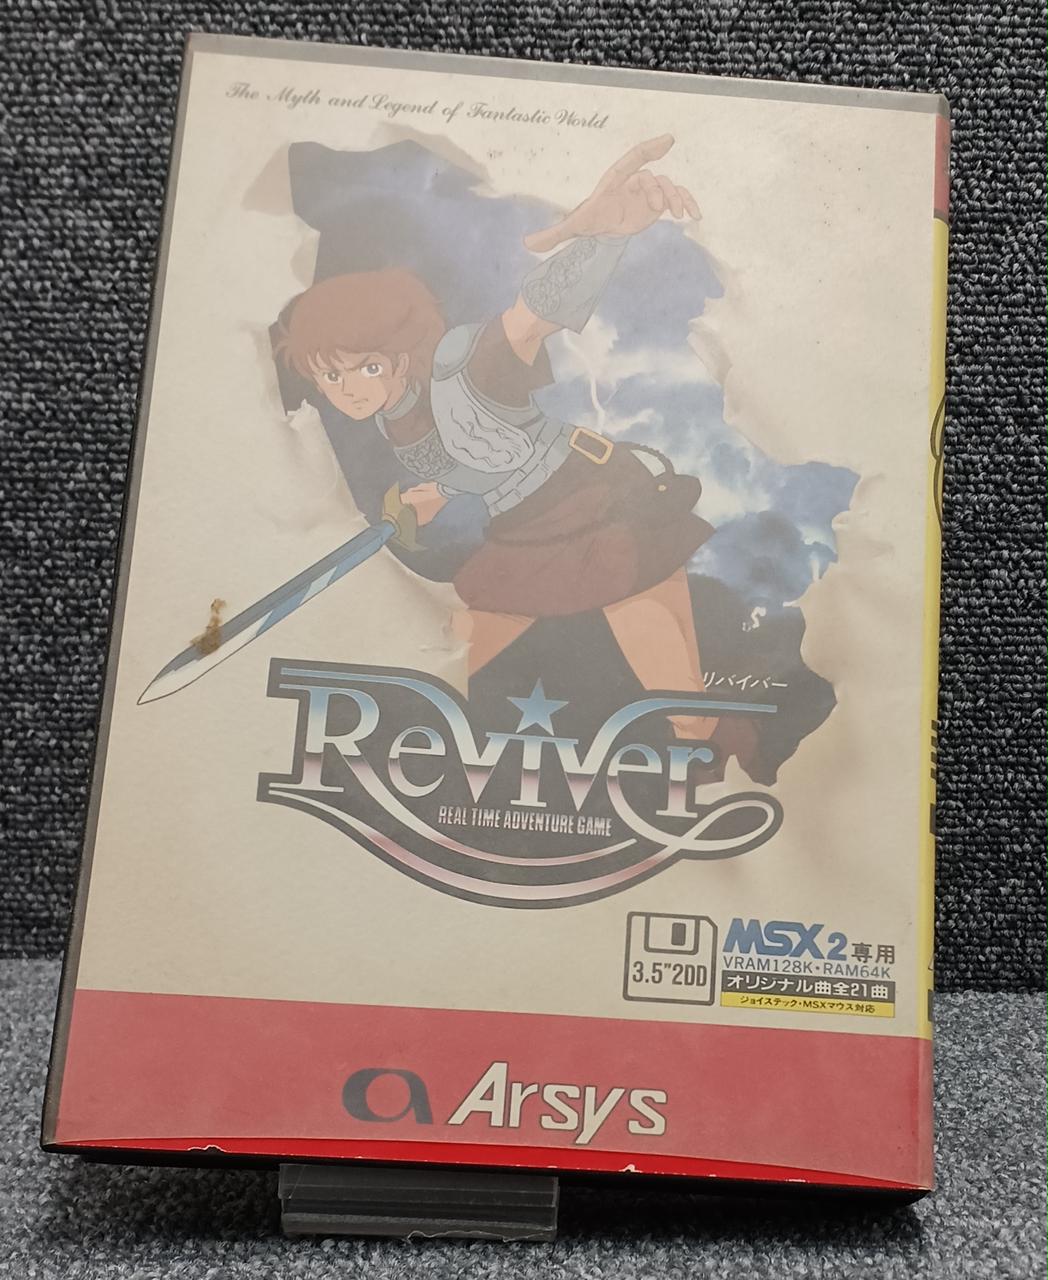 The Myth and Legend of Fantastic World
リバイバー
Reviver
REAL TIME ADVENTURE GAME
3.5"2DD
MSX2専用
VRAM128K・RAM64K
オリジナル曲全21曲
ジョイステック・MSXマウス対応
a Arsys